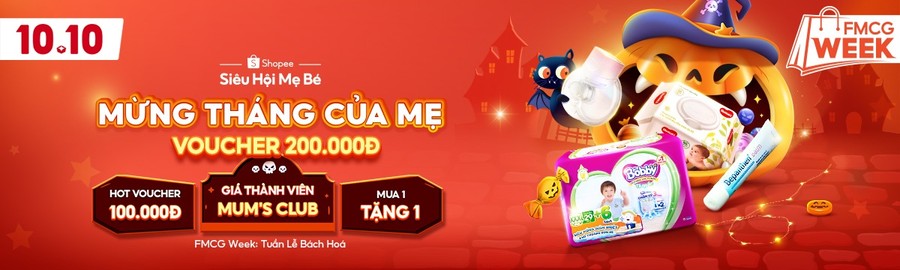 10.10
Shopee
Siêu Hội Mẹ Bé
MỪNG THÁNG CỦA MẸ
VOUCHER 200.000Đ
HOT VOUCHER
100.000Đ
GIÁ THÀNH VIÊN
MUM'S CLUB
MUA 1
TẶNG 1
FMCG Week: Tuần Lễ Bách Hoá
FMCG
WEEK
Bobby
Bepanthen